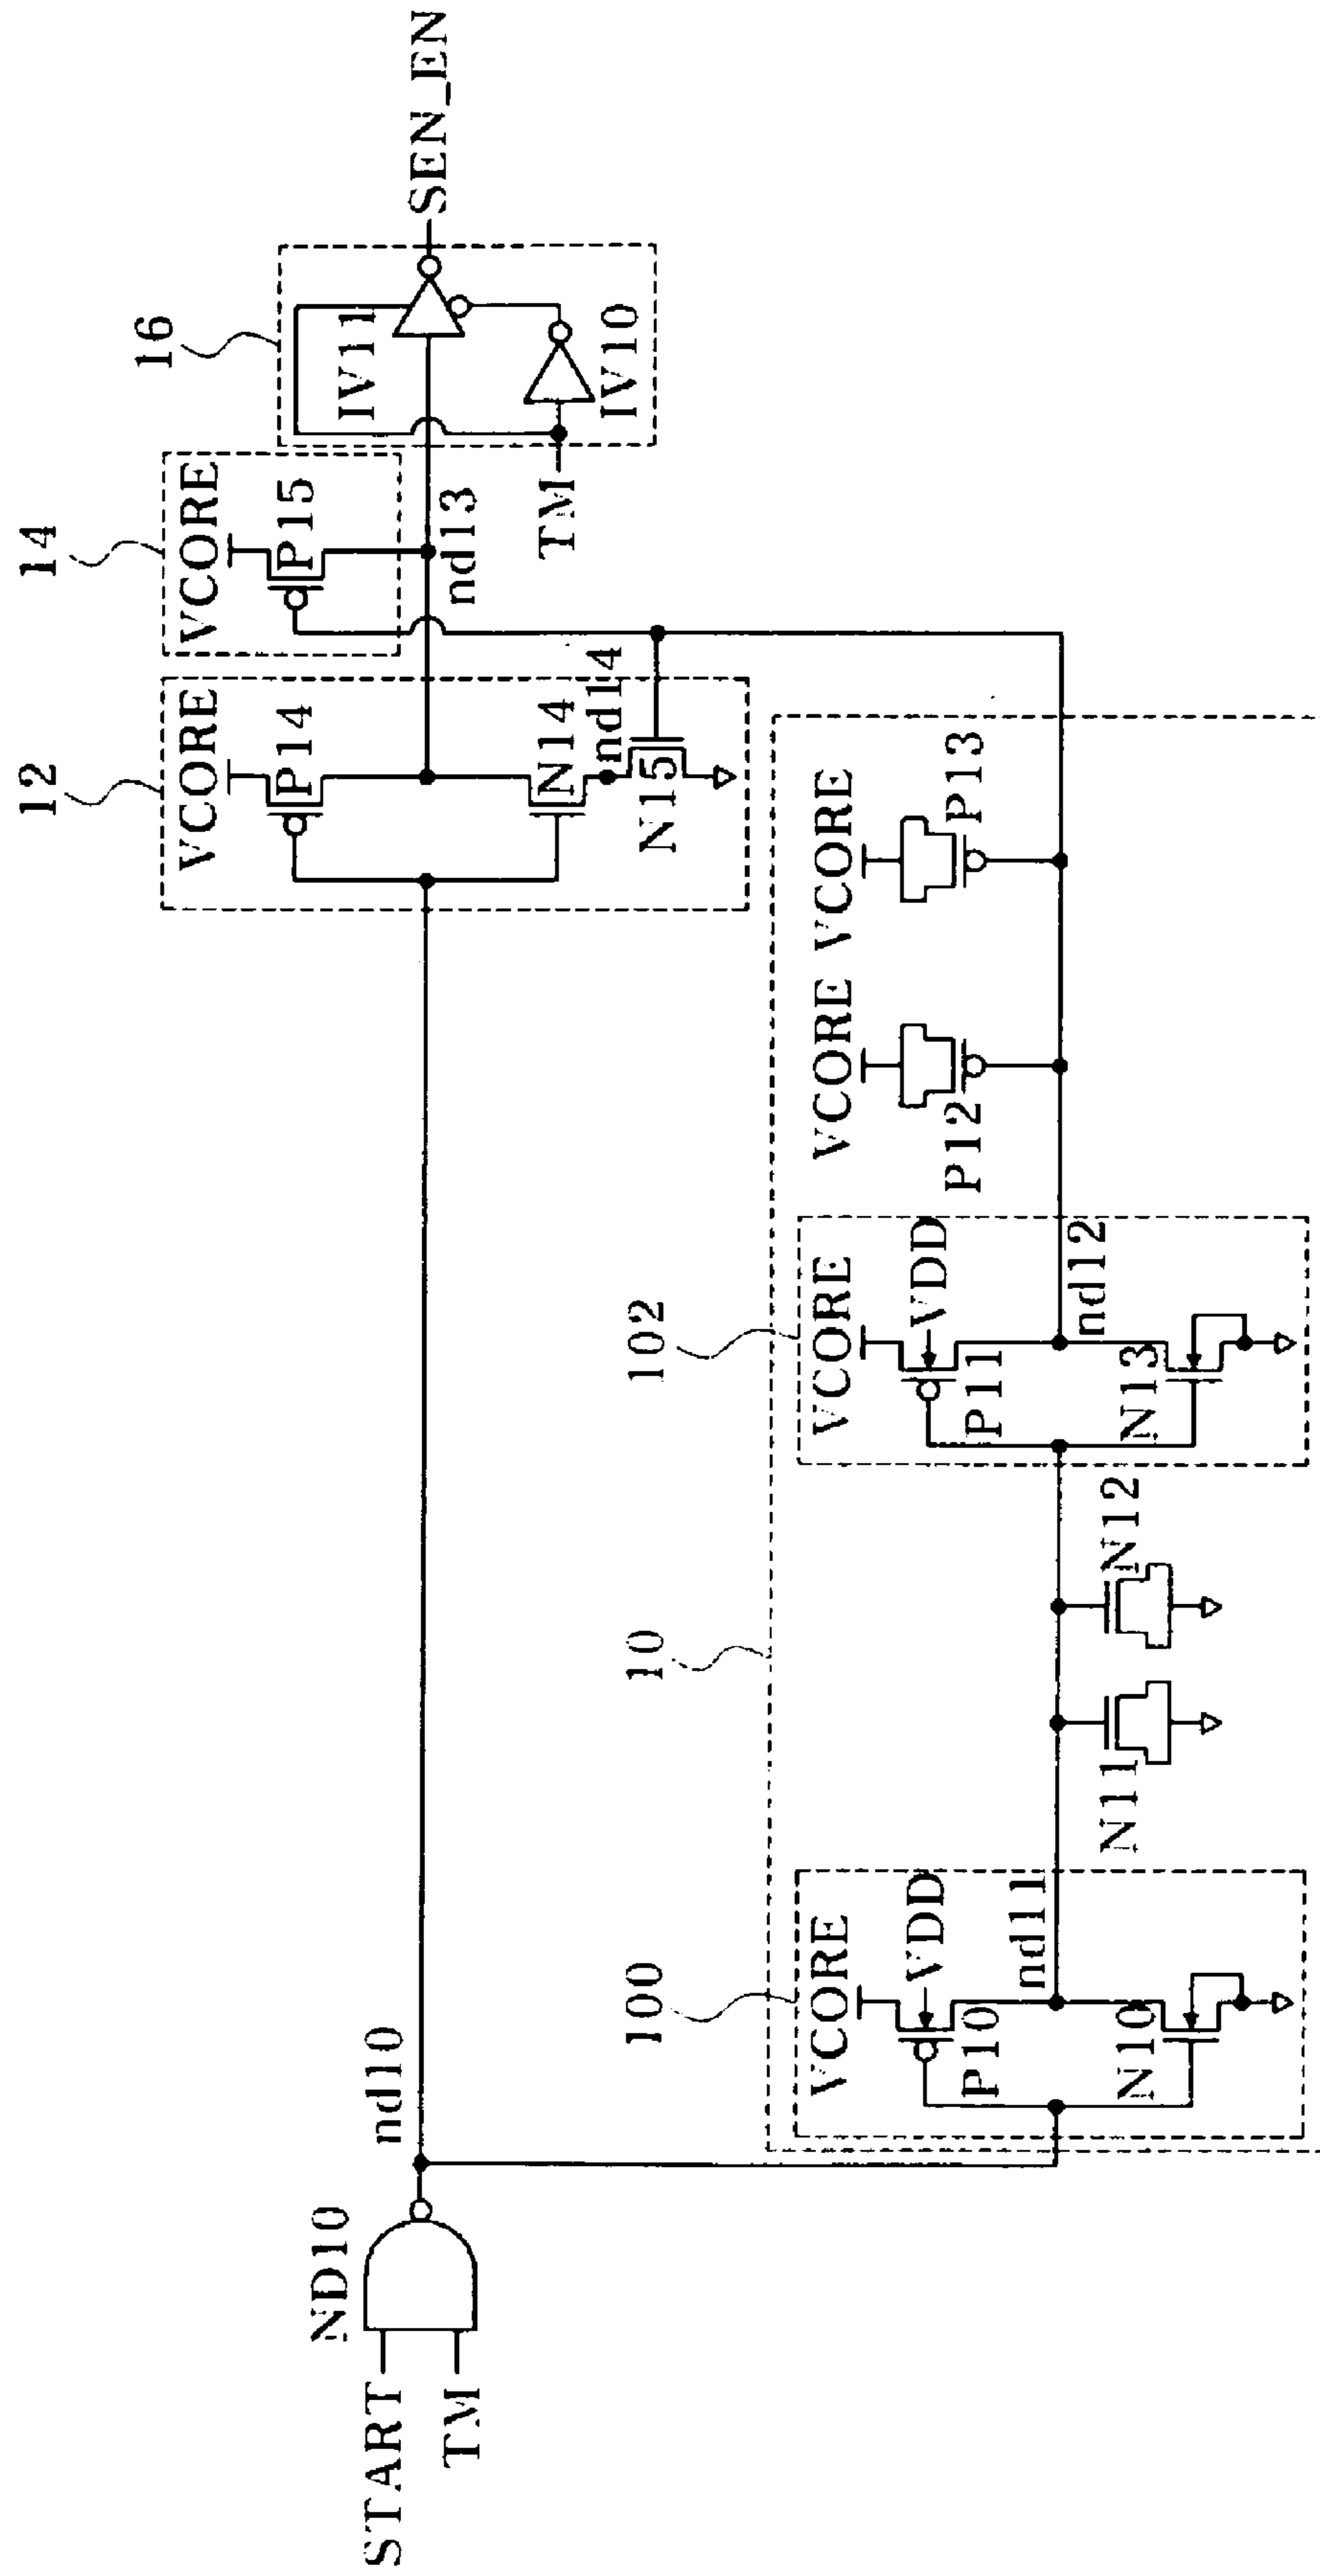 START
TM
ND10
nd10
12
VCORE
P14
N14
nd14
N15
14
VCORE
P15
nd13
16
IV11
TM
IV10
SEN_EN
10
100
VCORE
VDD
P10
nd11
N10
N11
N12
102
VCORE
VDD
P11
nd12
N13
VCORE
P12
VCORE
P13